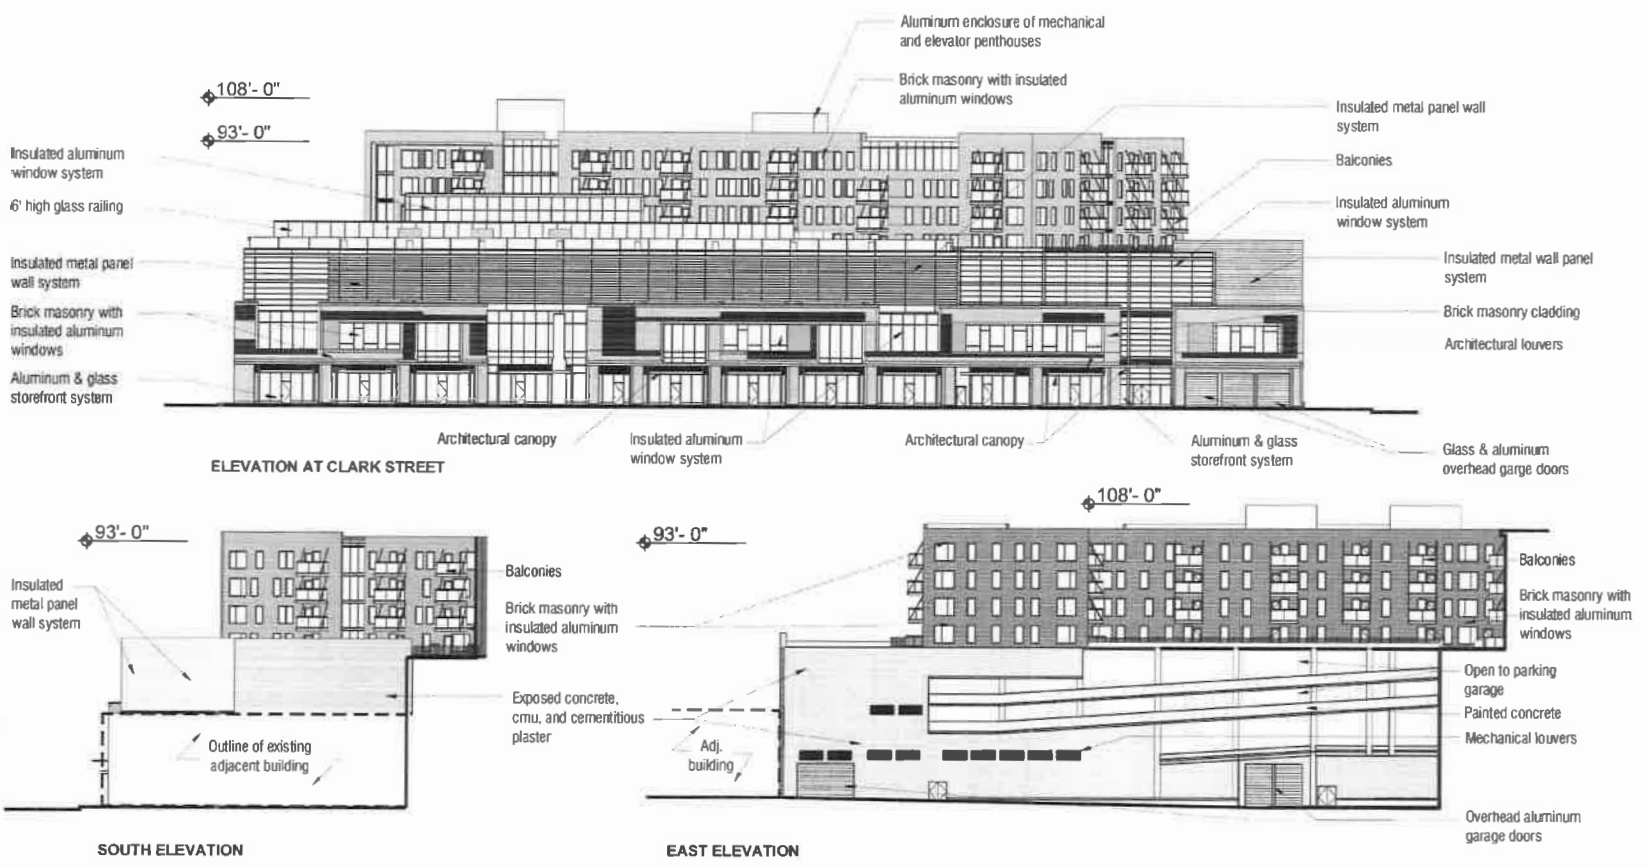 Aluminum enclosure of mechanical
and elevator penthouses
Brick masonry with insulated
aluminum windows
108'- 0"
93'- 0"
Insulated metal panel wall
system
Insulated aluminum
window system
Balconies
6' high glass railing
Insulated aluminum
window system
Insulated metal panel
wall system
Insulated metal wall panel
system
Brick masonry with
insulated aluminum
windows
Brick masonry cladding
Architectural louvers
Aluminum & glass
storefront system
Architectural canopy
Insulated aluminum
window system
Architectural canopy
Aluminum & glass
storefront system
Glass & aluminum
overhead garge doors
ELEVATION AT CLARK STREET
93'- 0"
Insulated
metal panel
wall system
Balconies
Brick masonry with
insulated aluminum
windows
Exposed concrete,
cmu, and cementitious
plaster
Outline of existing
adjacent building
SOUTH ELEVATION
93'- 0"
108'- 0"
Balconies
Brick masonry with
insulated aluminum
windows
Open to parking
garage
Painted concrete
Mechanical louvers
Adj.
building
Overhead aluminum
garage doors
EAST ELEVATION